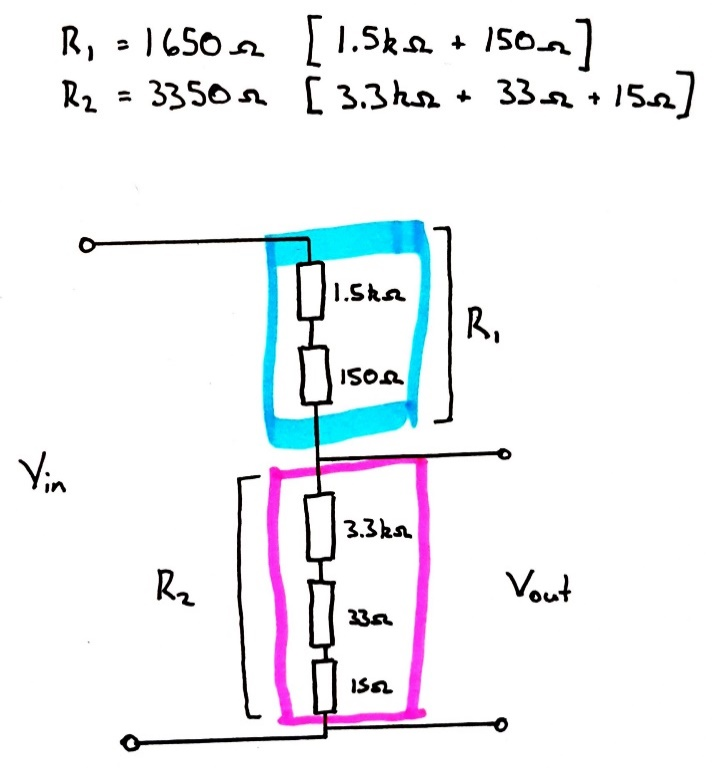 R₁ = 1650Ω [1.5kΩ + 150Ω]
R₂ = 3350Ω [3.3kΩ + 33Ω + 15Ω]
1.5kΩ
R₁
150Ω
Vin
3.3kΩ
R₂
Vout
33Ω
15Ω